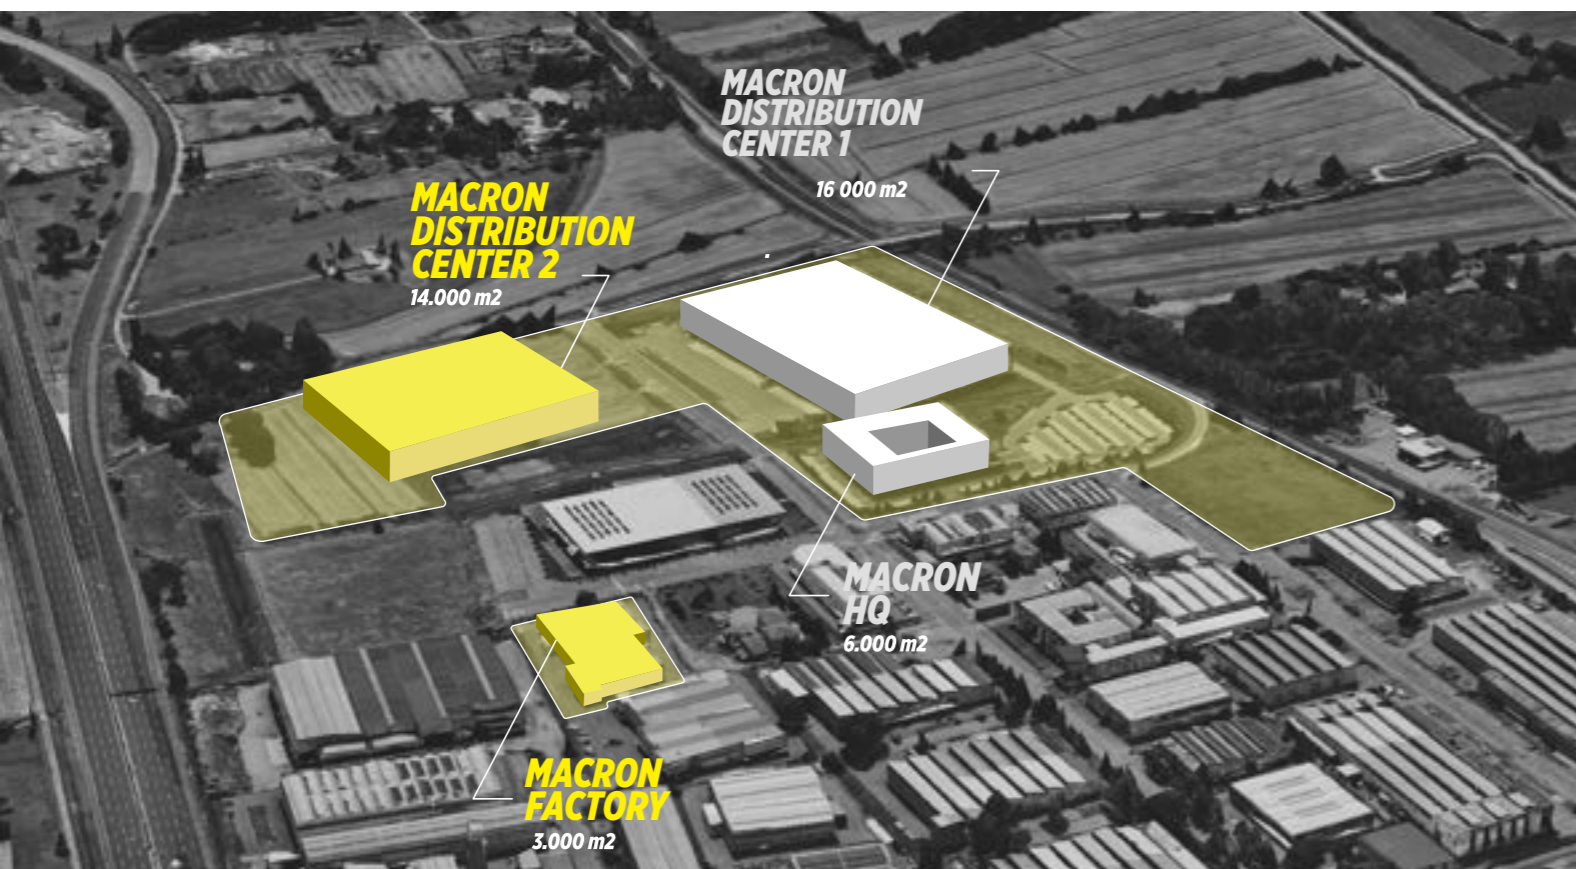 MACRON
DISTRIBUTION
CENTER 1
16 000 m2
MACRON
DISTRIBUTION
CENTER 2
14.000 m2
MACRON
HQ
6.000 m2
MACRON
FACTORY
3.000 m2